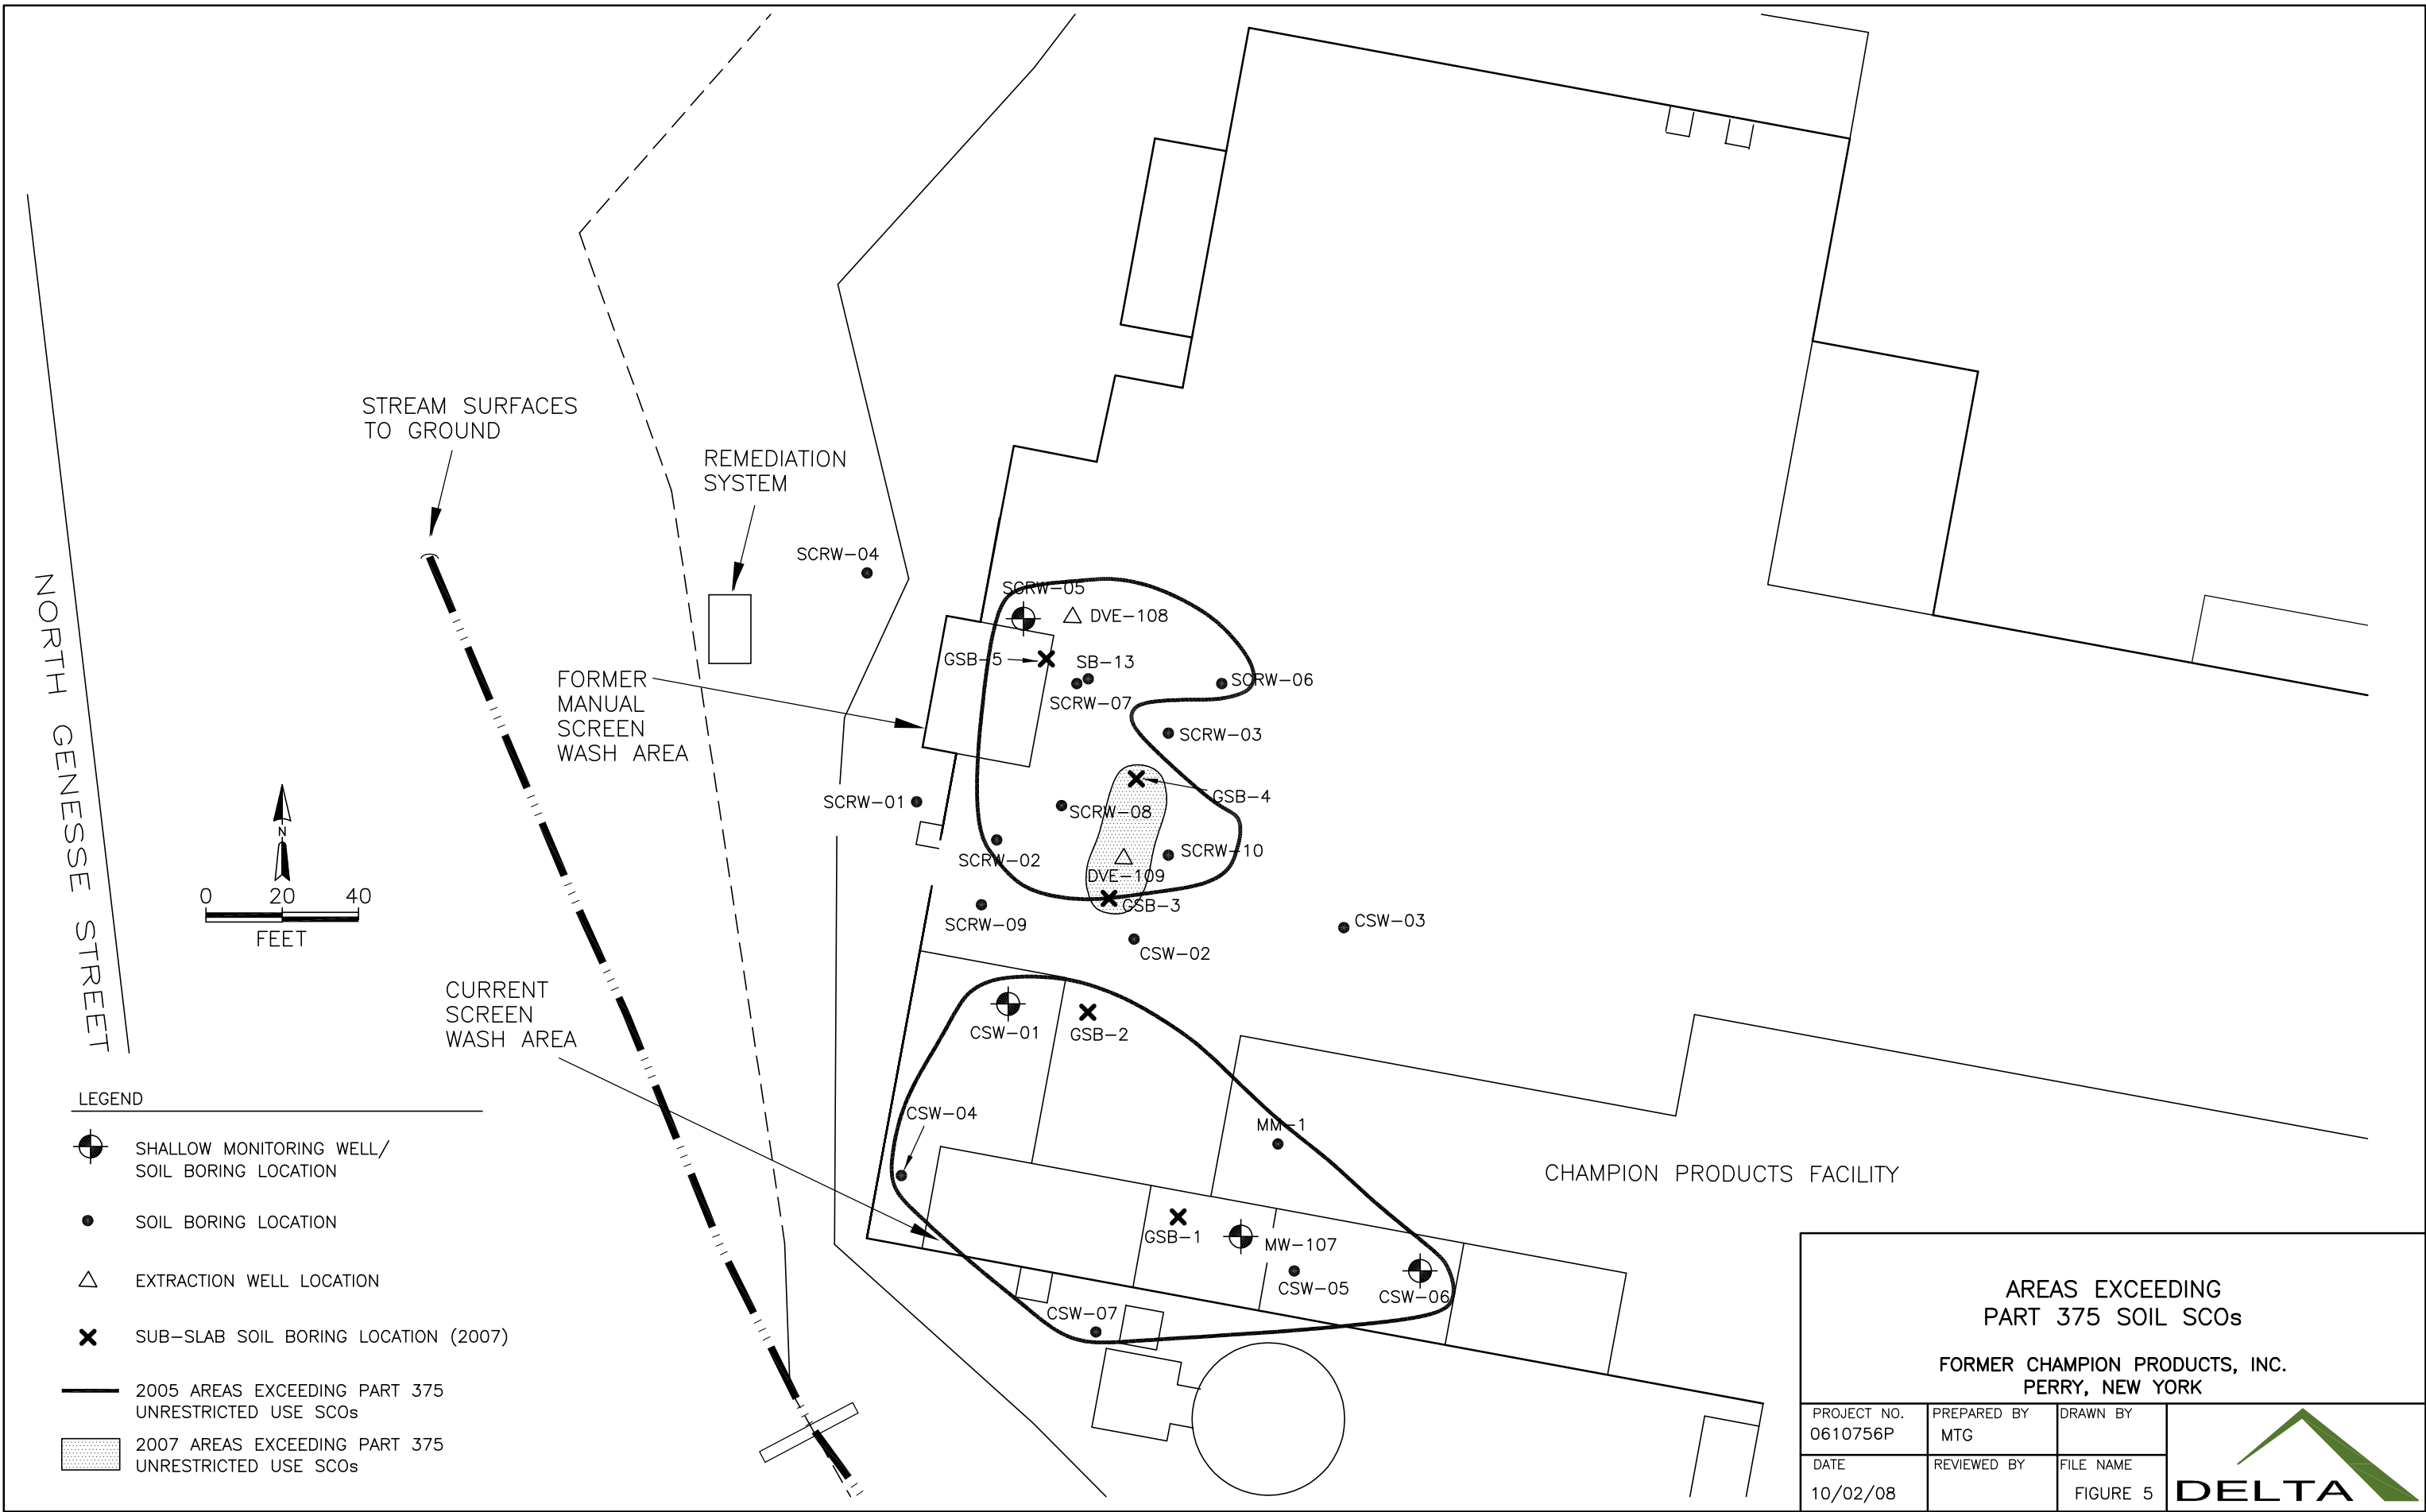 STREAM SURFACES
TO GROUND
REMEDIATION
SYSTEM
SCRW-04
SCRW-05
DVE-108
GSB-5
SB-13
SCRW-07
SCRW-06
FORMER
MANUAL
SCREEN
WASH AREA
SCRW-03
GSB-4
SCRW-01
SCRW-08
SCRW-02
SCRW-10
DVE-109
GSB-3
SCRW-09
CSW-03
CSW-02
NORTH GENESSE STREET
N
0 20 40
FEET
CURRENT
SCREEN
WASH AREA
CSW-01
GSB-2
CSW-04
MM-1
CHAMPION PRODUCTS FACILITY
GSB-1
MW-107
CSW-05
CSW-06
CSW-07
LEGEND
SHALLOW MONITORING WELL/
SOIL BORING LOCATION
SOIL BORING LOCATION
EXTRACTION WELL LOCATION
SUB-SLAB SOIL BORING LOCATION (2007)
2005 AREAS EXCEEDING PART 375
UNRESTRICTED USE SCOs
2007 AREAS EXCEEDING PART 375
UNRESTRICTED USE SCOs
AREAS EXCEEDING
PART 375 SOIL SCOs
FORMER CHAMPION PRODUCTS, INC.
PERRY, NEW YORK
PROJECT NO.
0610756P
PREPARED BY
MTG
DRAWN BY
DATE
10/02/08
REVIEWED BY
FILE NAME
FIGURE 5
DELTA